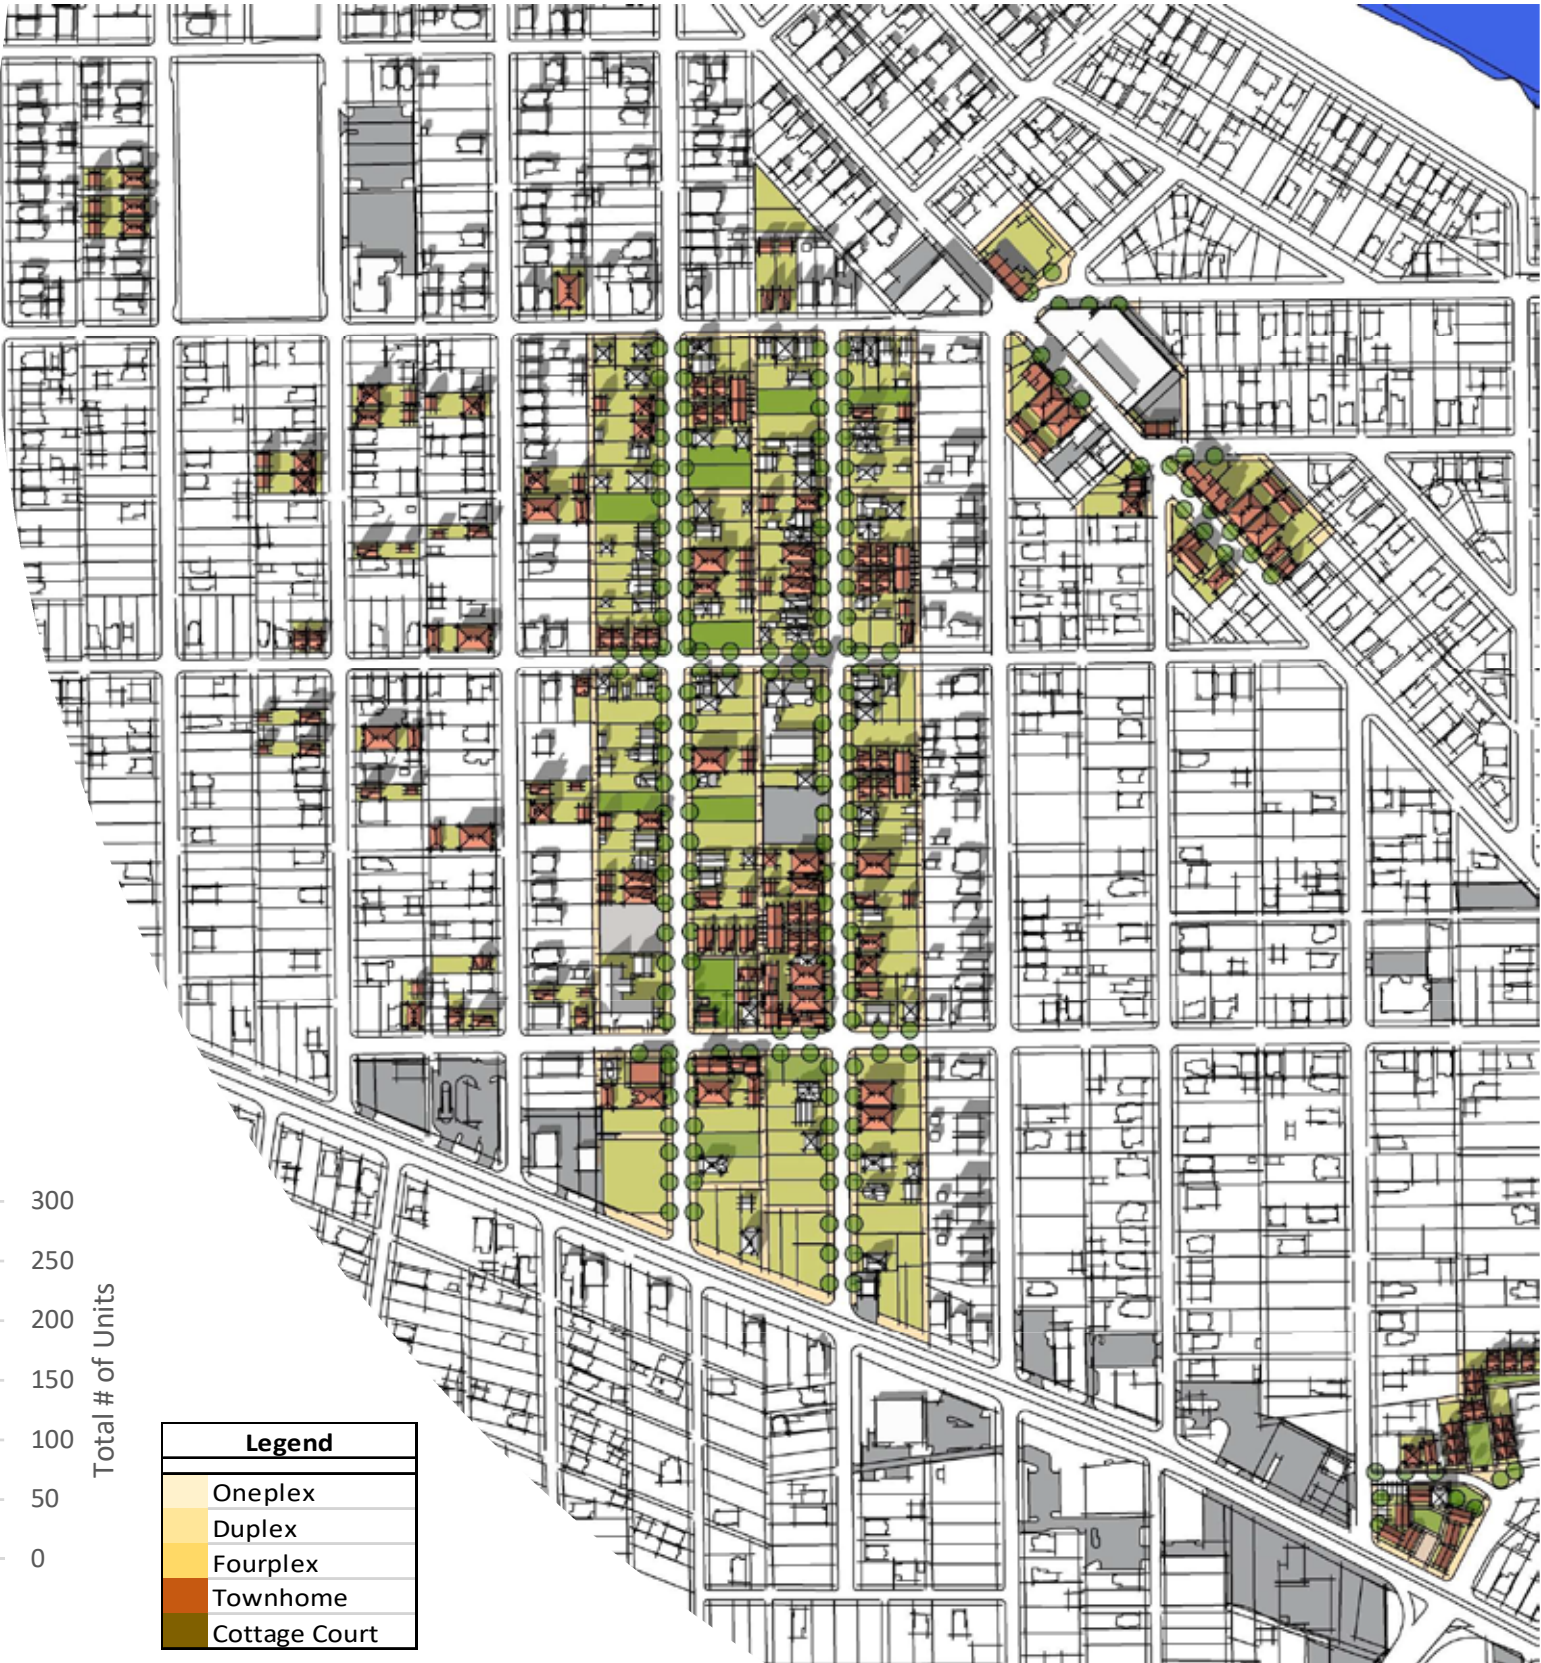 300
250
200
150
100
50
0
Total # of Units
Legend
Oneplex
Duplex
Fourplex
Townhome
Cottage Court